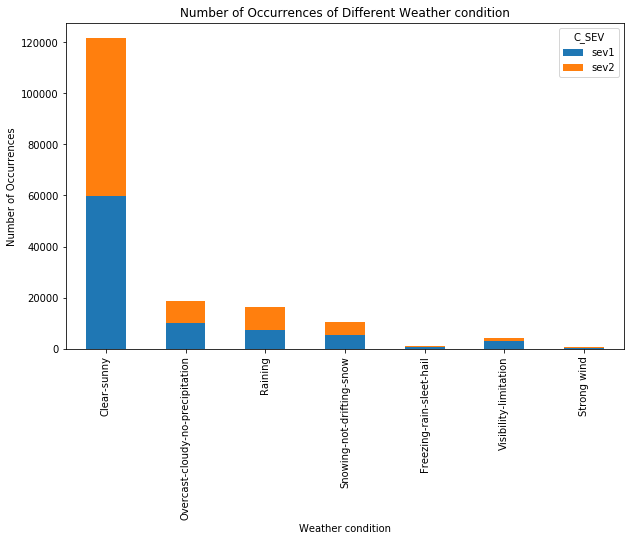 Number of Occurrences of Different Weather condition
C_SEV
sev1
sev2
120000
100000
80000
60000
40000
20000
0
Number of Occurrences
Clear-sunny
Overcast-cloudy-no-precipitation
Raining
Snowing-not-drifting-snow
Freezing-rain-sleet-hail
Visibility-limitation
Strong wind
Weather condition